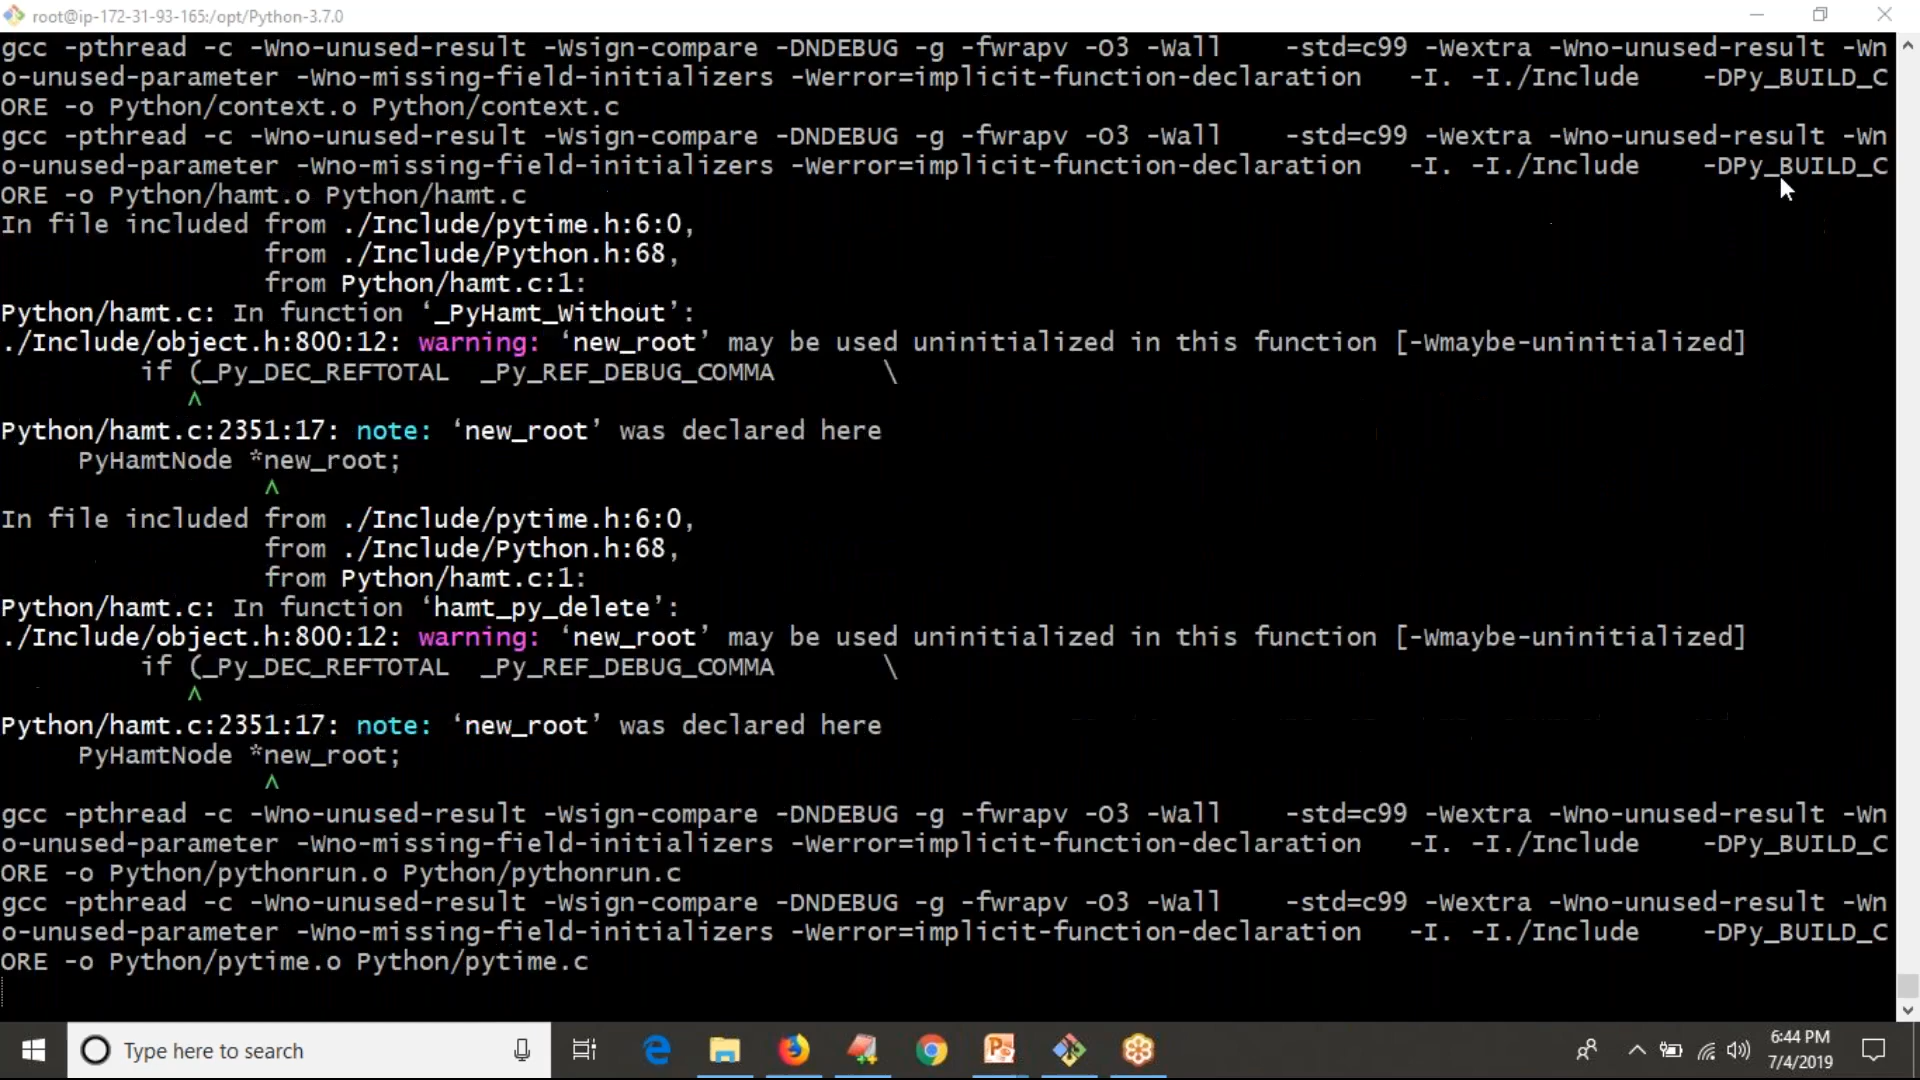 root@ip-172-31-93-165:/opt/Python-3.7.0
gcc -pthread -c -Wno-unused-result -Wsign-compare -DNDEBUG -g -fwrapv -O3 -Wall    -std=c99 -Wextra -Wno-unused-result -Wn
o-unused-parameter -Wno-missing-field-initializers -Werror=implicit-function-declaration   -I. -I./Include    -DPy_BUILD_C
ORE -o Python/context.o Python/context.c
gcc -pthread -c -Wno-unused-result -Wsign-compare -DNDEBUG -g -fwrapv -O3 -Wall    -std=c99 -Wextra -Wno-unused-result -Wn
o-unused-parameter -Wno-missing-field-initializers -Werror=implicit-function-declaration   -I. -I./Include    -DPy_BUILD_C
ORE -o Python/hamt.o Python/hamt.c
In file included from ./Include/pytime.h:6:0,
                 from ./Include/Python.h:68,
                 from Python/hamt.c:1:
Python/hamt.c: In function ‘_PyHamt_Without’:
./Include/object.h:800:12: warning: ‘new_root’ may be used uninitialized in this function [-Wmaybe-uninitialized]
         if (_Py_DEC_REFTOTAL  _Py_REF_DEBUG_COMMA       \
            ^
Python/hamt.c:2351:17: note: ‘new_root’ was declared here
     PyHamtNode *new_root;
                 ^
In file included from ./Include/pytime.h:6:0,
                 from ./Include/Python.h:68,
                 from Python/hamt.c:1:
Python/hamt.c: In function ‘hamt_py_delete’:
./Include/object.h:800:12: warning: ‘new_root’ may be used uninitialized in this function [-Wmaybe-uninitialized]
         if (_Py_DEC_REFTOTAL  _Py_REF_DEBUG_COMMA       \
            ^
Python/hamt.c:2351:17: note: ‘new_root’ was declared here
     PyHamtNode *new_root;
                 ^
gcc -pthread -c -Wno-unused-result -Wsign-compare -DNDEBUG -g -fwrapv -O3 -Wall    -std=c99 -Wextra -Wno-unused-result -Wn
o-unused-parameter -Wno-missing-field-initializers -Werror=implicit-function-declaration   -I. -I./Include    -DPy_BUILD_C
ORE -o Python/pythonrun.o Python/pythonrun.c
gcc -pthread -c -Wno-unused-result -Wsign-compare -DNDEBUG -g -fwrapv -O3 -Wall    -std=c99 -Wextra -Wno-unused-result -Wn
o-unused-parameter -Wno-missing-field-initializers -Werror=implicit-function-declaration   -I. -I./Include    -DPy_BUILD_C
ORE -o Python/pytime.o Python/pytime.c
Type here to search
6:44 PM
7/4/2019